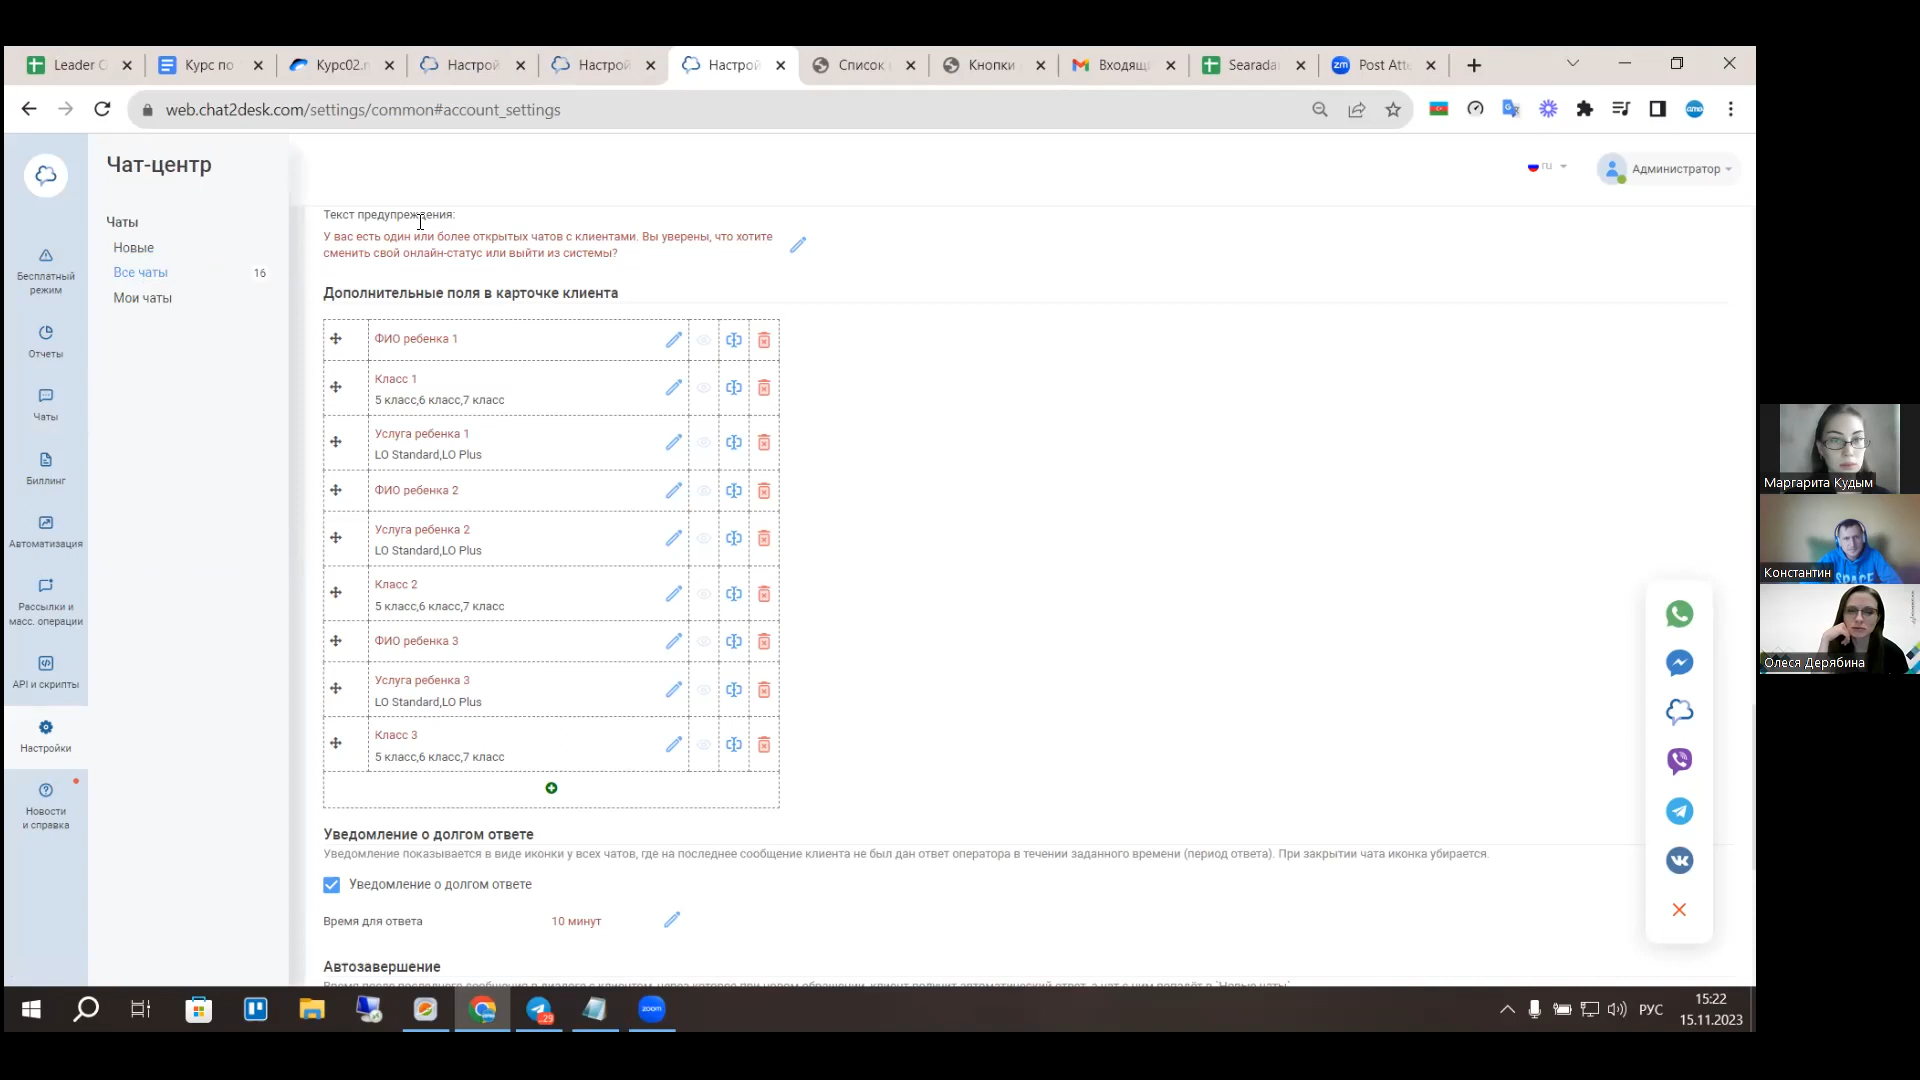 Leader C
Курс по
Курс02.п
Настрой
Настрой
Настрой
Список
Кнопки
Входящ
Searada
Post Att
web.chat2desk.com/settings/common#account_settings
Чат-центр
ru
Администратор
Чаты
Новые
Все чаты 16
Мои чаты
Бесплатный
режим
Отчеты
Чаты
Биллинг
Автоматизация
Рассылки и
масс. операции
API и скрипты
Настройки
Новости
и справка
Текст предупреждения:
У вас есть один или более открытых чатов с клиентами. Вы уверены, что хотите
сменить свой онлайн-статус или выйти из системы?
Дополнительные поля в карточке клиента
ФИО ребенка 1
Класс 1
5 класс,6 класс,7 класс
Услуга ребенка 1
LO Standard,LO Plus
ФИО ребенка 2
Услуга ребенка 2
LO Standard,LO Plus
Класс 2
5 класс,6 класс,7 класс
ФИО ребенка 3
Услуга ребенка 3
LO Standard,LO Plus
Класс 3
5 класс,6 класс,7 класс
Уведомление о долгом ответе
Уведомление показывается в виде иконки у всех чатов, где на последнее сообщение клиента не был дан ответ оператора в течении заданного времени (период ответа). При закрытии чата иконка убирается.
Уведомление о долгом ответе
Время для ответа 10 минут
Автозавершение
Маргарита Кудым
Константин
Олеся Дерябина
29
zoom
РУС
15:22
15.11.2023